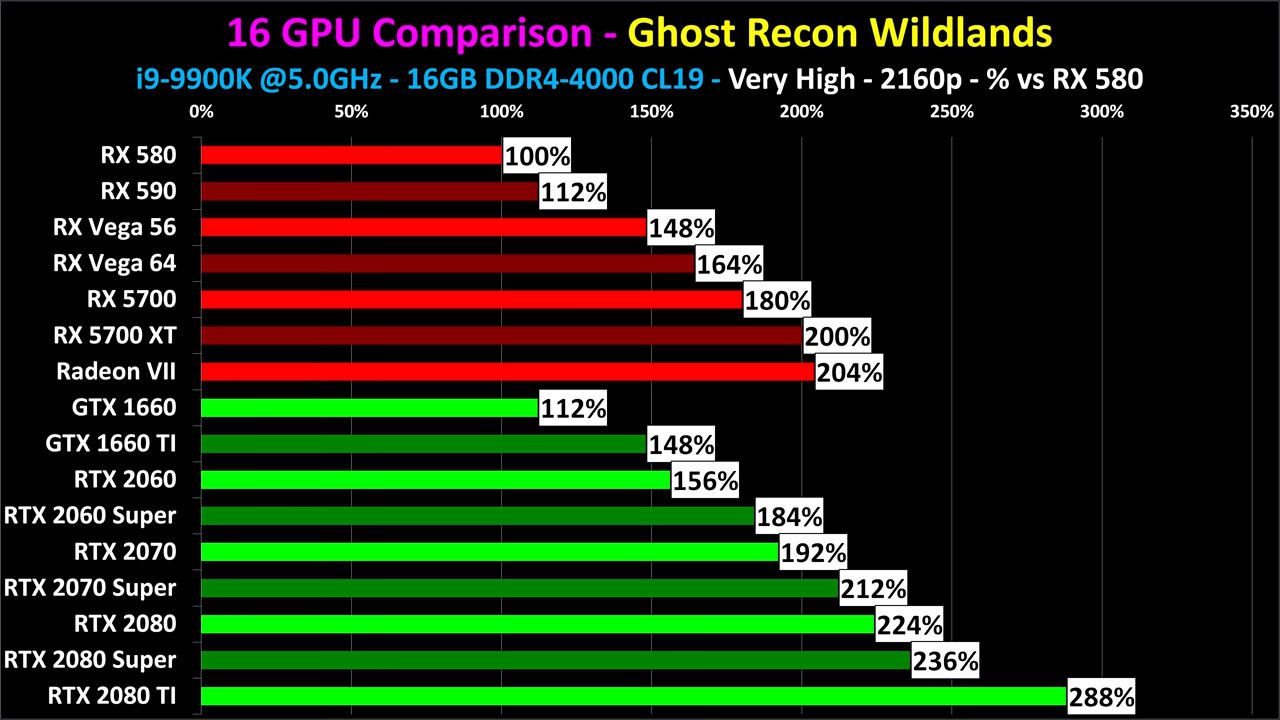 16 GPU Comparison - Ghost Recon Wildlands
i9-9900K @5.0GHz - 16GB DDR4-4000 CL19 - Very High - 2160p - % vs RX 580
0% 50% 100% 150% 200% 250% 300% 350%
RX 580 100%
RX 590 112%
RX Vega 56 148%
RX Vega 64 164%
RX 5700 180%
RX 5700 XT 200%
Radeon VII 204%
GTX 1660 112%
GTX 1660 TI 148%
RTX 2060 156%
RTX 2060 Super 184%
RTX 2070 192%
RTX 2070 Super 212%
RTX 2080 224%
RTX 2080 Super 236%
RTX 2080 TI 288%